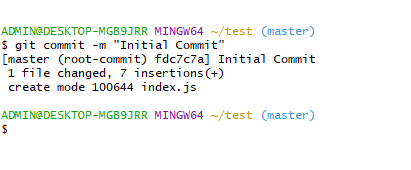 ADMIN@DESKTOP-MGB9JRR MINGW64 ~/test (master)
$ git commit -m "Initial Commit"
[master (root-commit) fdc7c7a] Initial Commit
 1 file changed, 7 insertions(+)
 create mode 100644 index.js
ADMIN@DESKTOP-MGB9JRR MINGW64 ~/test (master)
$